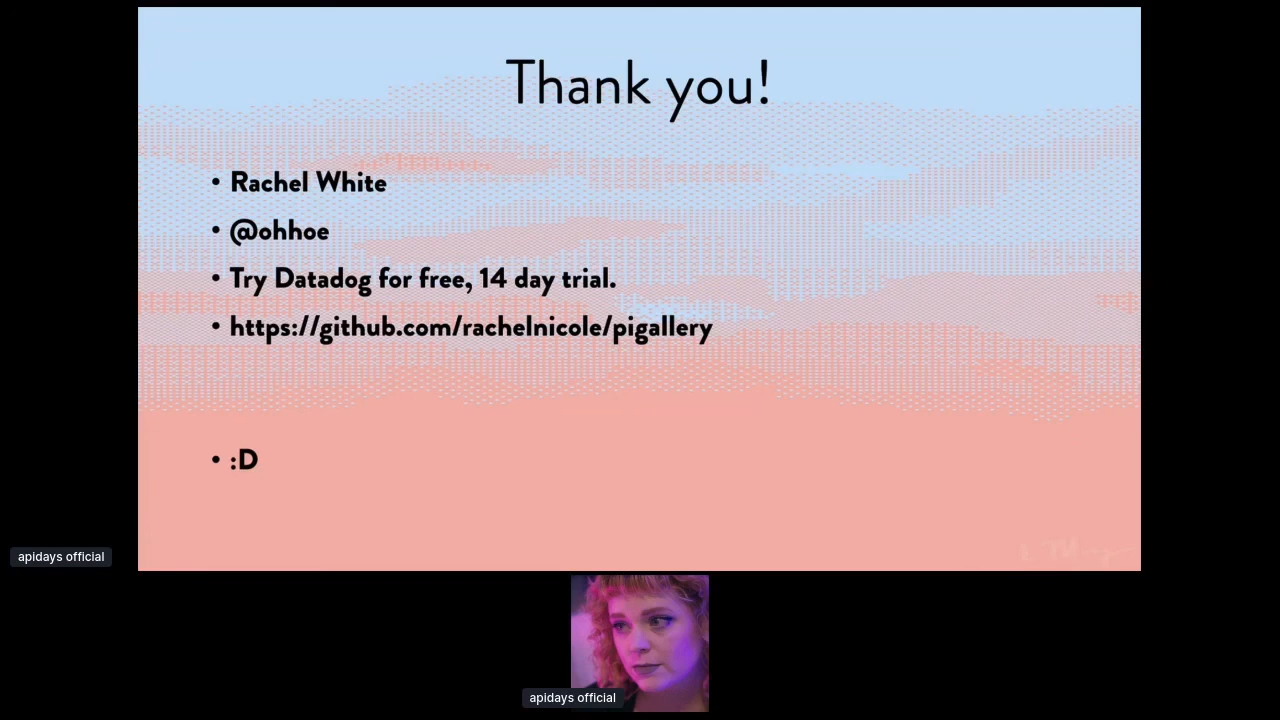 Thank you!
• Rachel White
• @ohhoe
• Try Datadog for free, 14 day trial.
• https://github.com/rachelnicole/pigallery
• :D
apidays official
apidays official